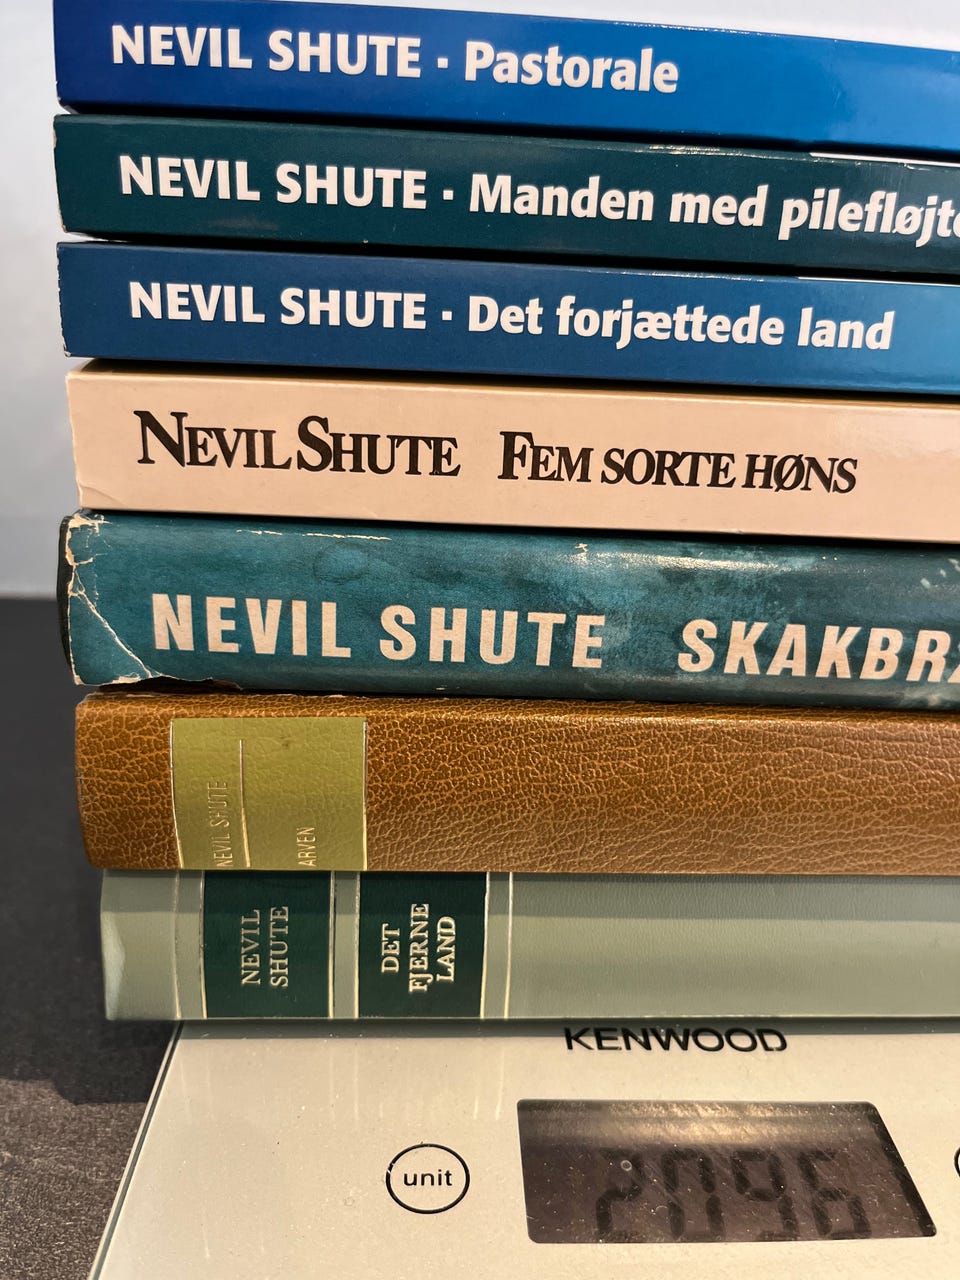 NEVIL SHUTE · Pastorale
NEVIL SHUTE · Manden med pilefløjte
NEVIL SHUTE · Det forjættede land
NEVIL SHUTE FEM SORTE HØNS
NEVIL SHUTE SKAKBR
NEVIL SHUTE
ARVEN
NEVIL
SHUTE
DET
FJERNE
LAND
KENWOOD
unit
2096